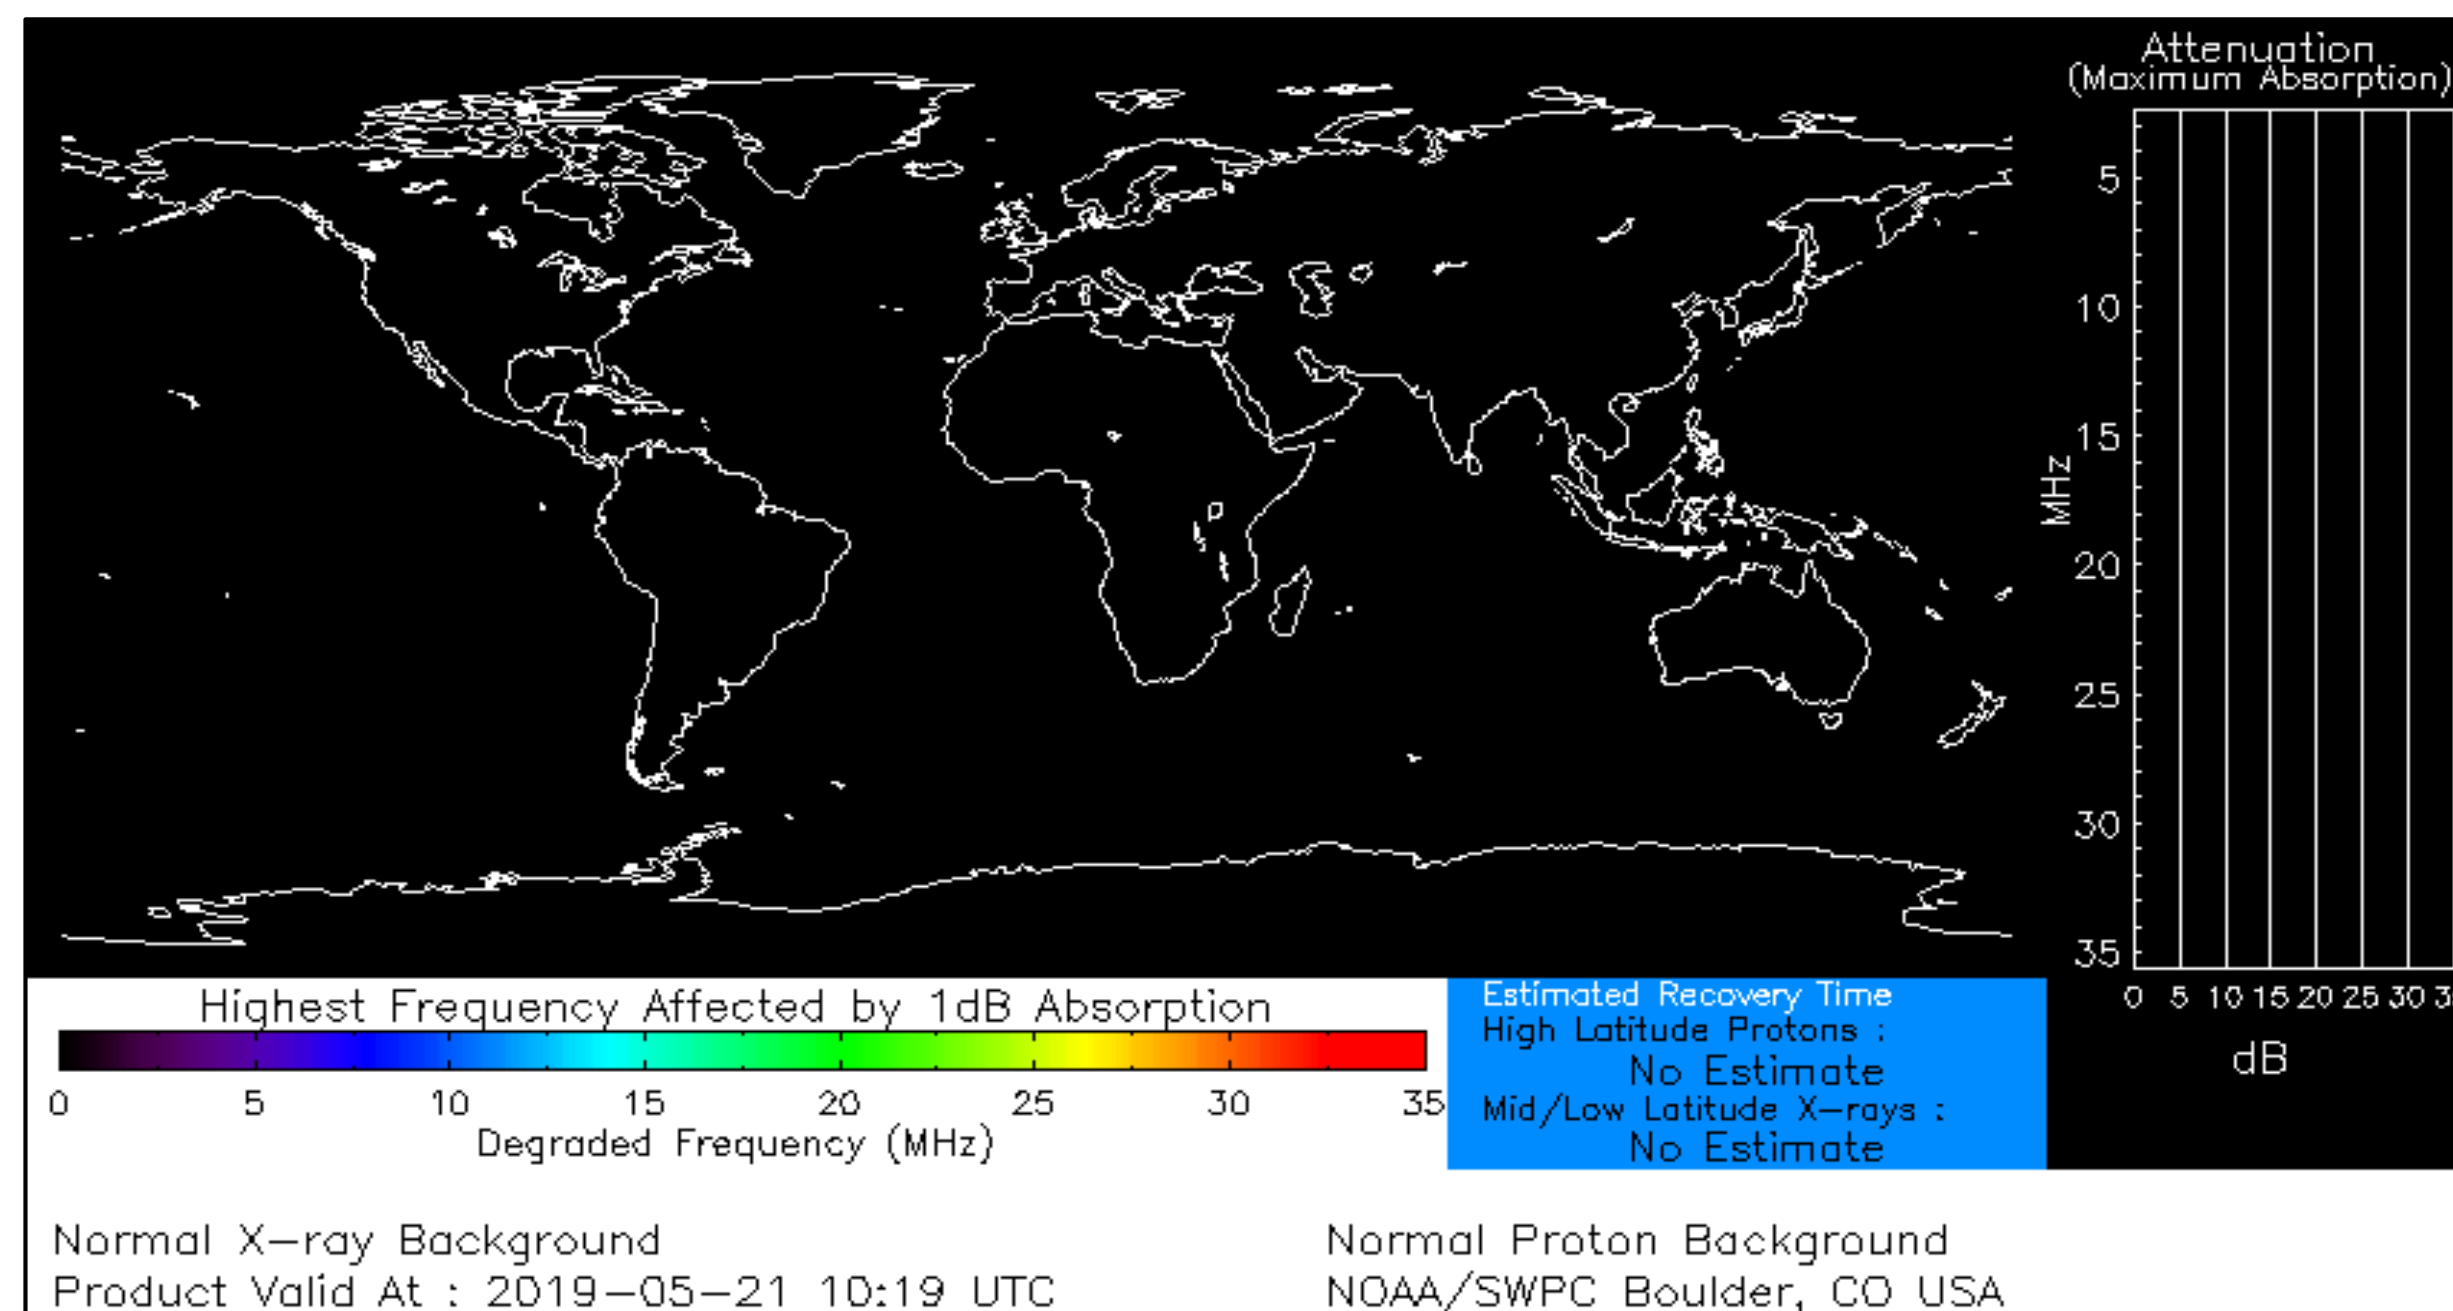 Attenuation
(Maximum Absorption)
5
10
15
20
25
30
35
MHz
0 5 10 15 20 25 30
dB
Highest Frequency Affected by 1dB Absorption
0 5 10 15 20 25 30 35
Degraded Frequency (MHz)
Estimated Recovery Time
High Latitude Protons :
No Estimate
Mid/Low Latitude X-rays :
No Estimate
Normal X-ray Background
Normal Proton Background
Product Valid At : 2019-05-21 10:19 UTC
NOAA/SWPC Boulder, CO USA